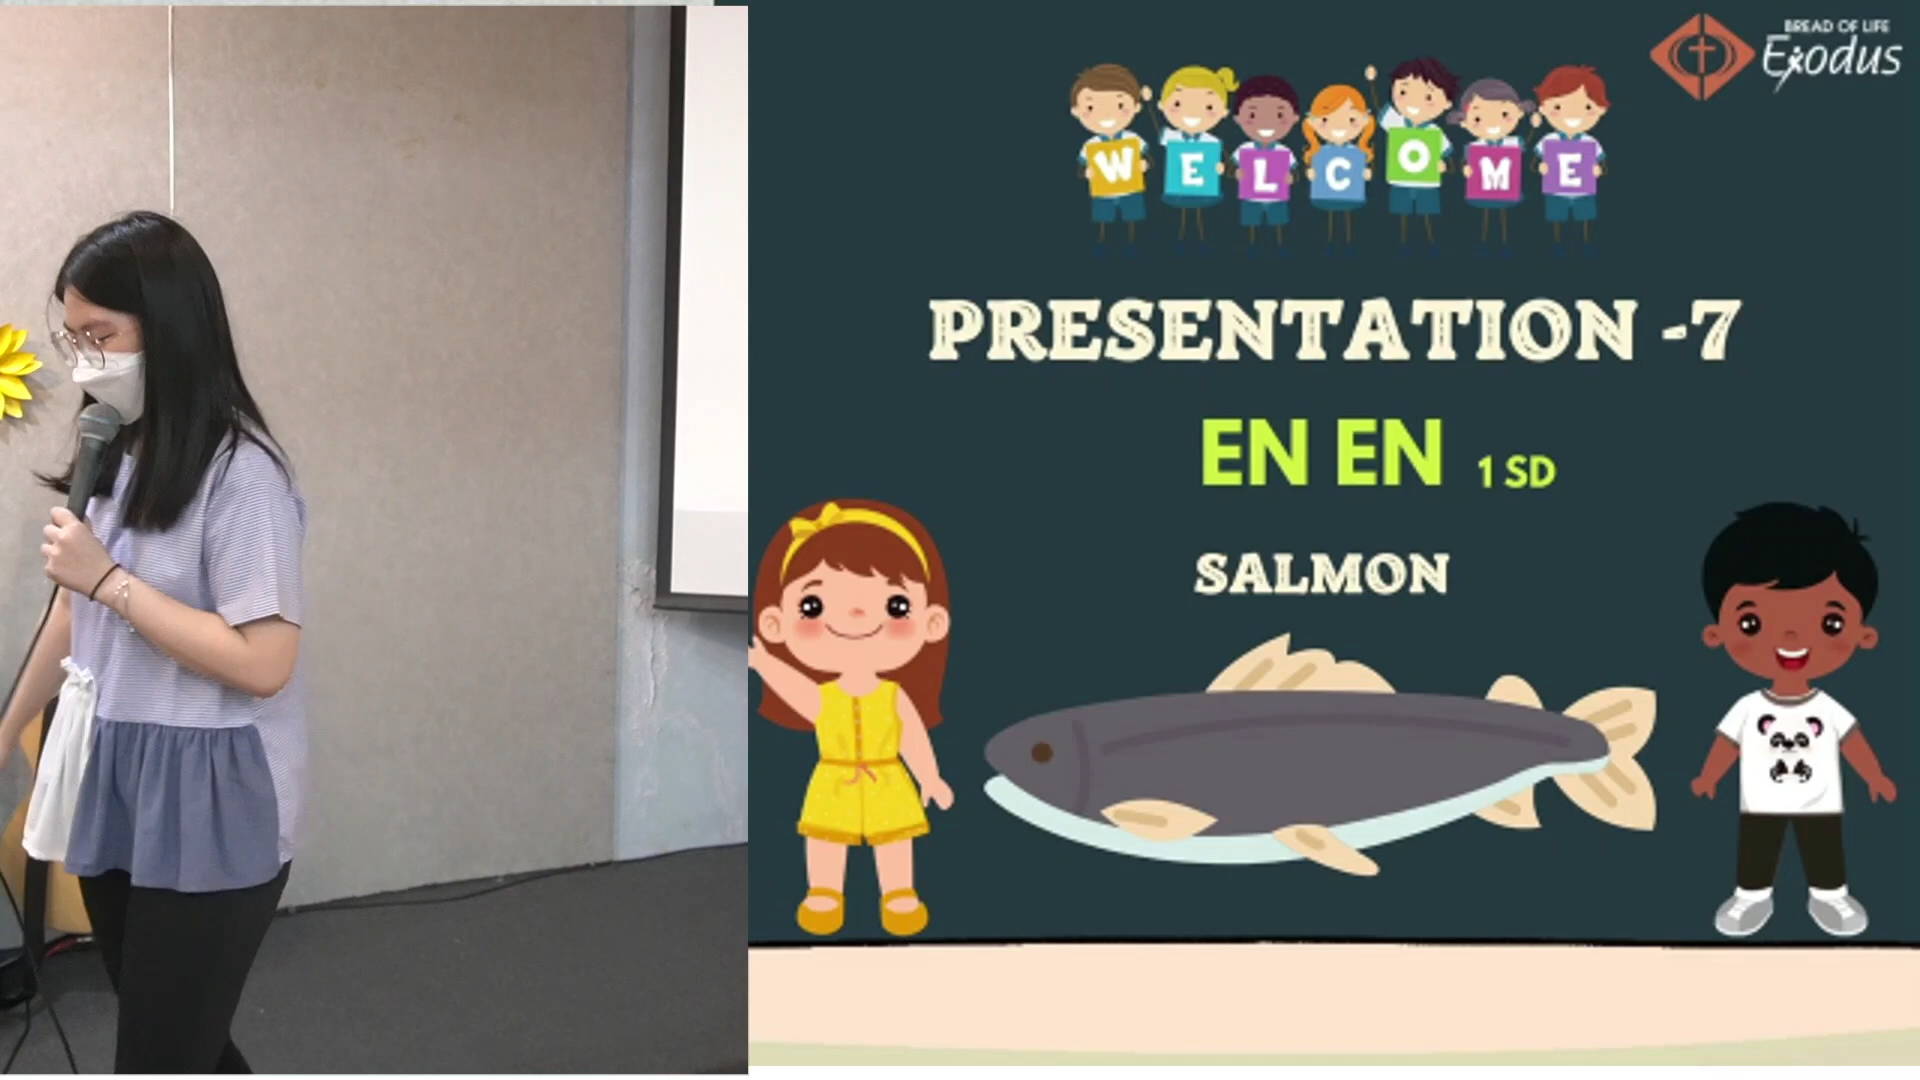 BREAD OF LIFE
Exodus
WELCOME
PRESENTATION -7
EN EN 1 SD
SALMON